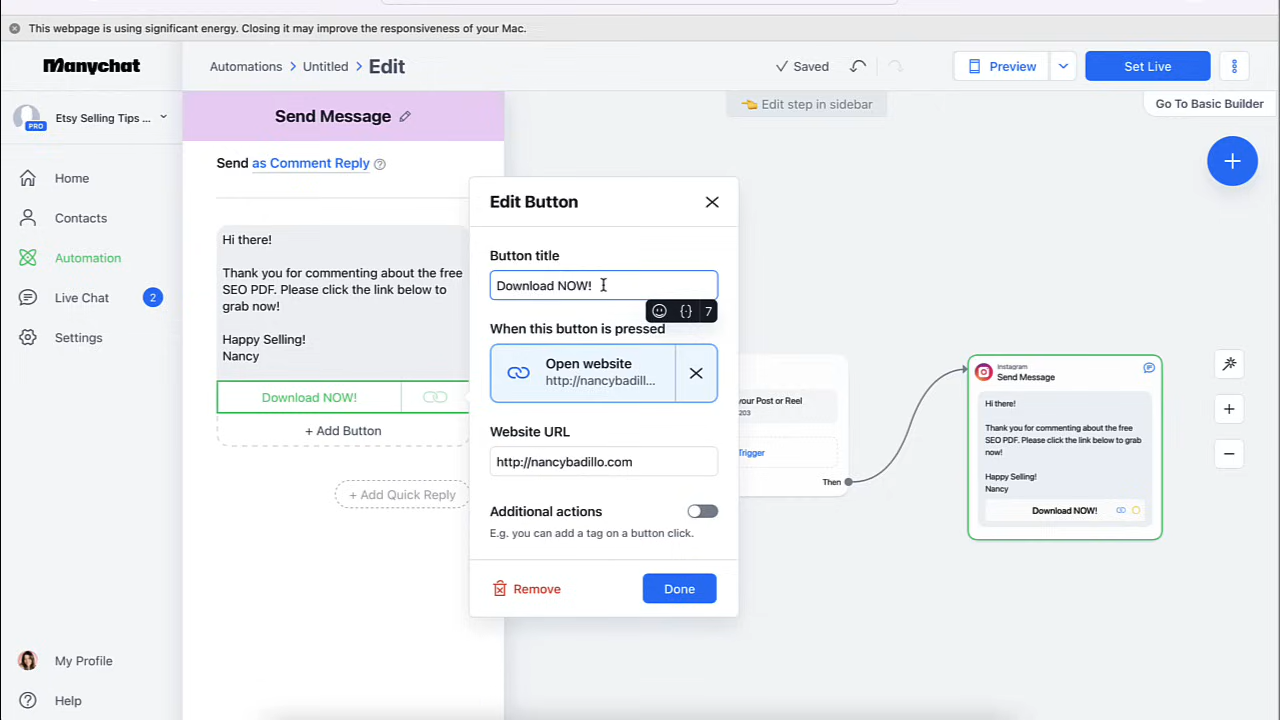 This webpage is using significant energy. Closing it may improve the responsiveness of your Mac.
Manychat
Automations > Untitled > Edit
Saved
Preview
Set Live
Etsy Selling Tips ...
PRO
Send Message
Edit step in sidebar
Go To Basic Builder
Home
Contacts
Automation
Live Chat
2
Settings
My Profile
Help
Send as Comment Reply
Hi there!
Thank you for commenting about the free
SEO PDF. Please click the link below to
grab now!
Happy Selling!
Nancy
Download NOW!
+ Add Button
+ Add Quick Reply
Edit Button
Button title
Download NOW!
7
When this button is pressed
Open website
http://nancybadill...
Website URL
http://nancybadillo.com
Additional actions
E.g. you can add a tag on a button click.
Remove
Done
your Post or Reel
203
Trigger
Then
Instagram
Send Message
Hi there!
Thank you for commenting about the free
SEO PDF. Please click the link below to grab
now!
Happy Selling!
Nancy
Download NOW!